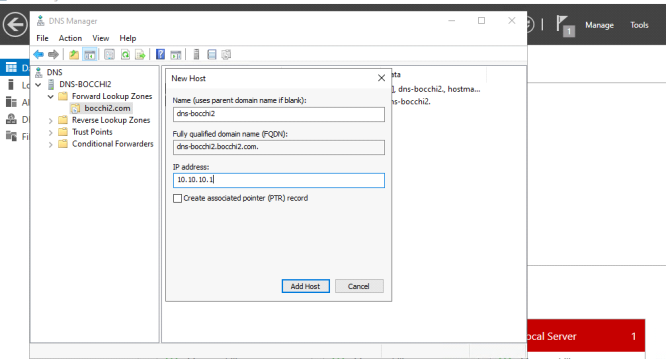 DNS Manager
Manage Tools
1
File Action View Help
DNS
DNS-BOCCHI2
Forward Lookup Zones
bocchi2.com
Reverse Lookup Zones
Trust Points
Conditional Forwarders
New Host
Name (uses parent domain name if blank):
dns-bocchi2
Fully qualified domain name (FQDN):
dns-bocchi2.bocchi2.com.
IP address:
10.10.10.1
Create associated pointer (PTR) record
Add Host Cancel
ata
], dns-bocchi2., hostma...
ns-bocchi2.
D
Lo
Al
D
Fi
ocal Server 1